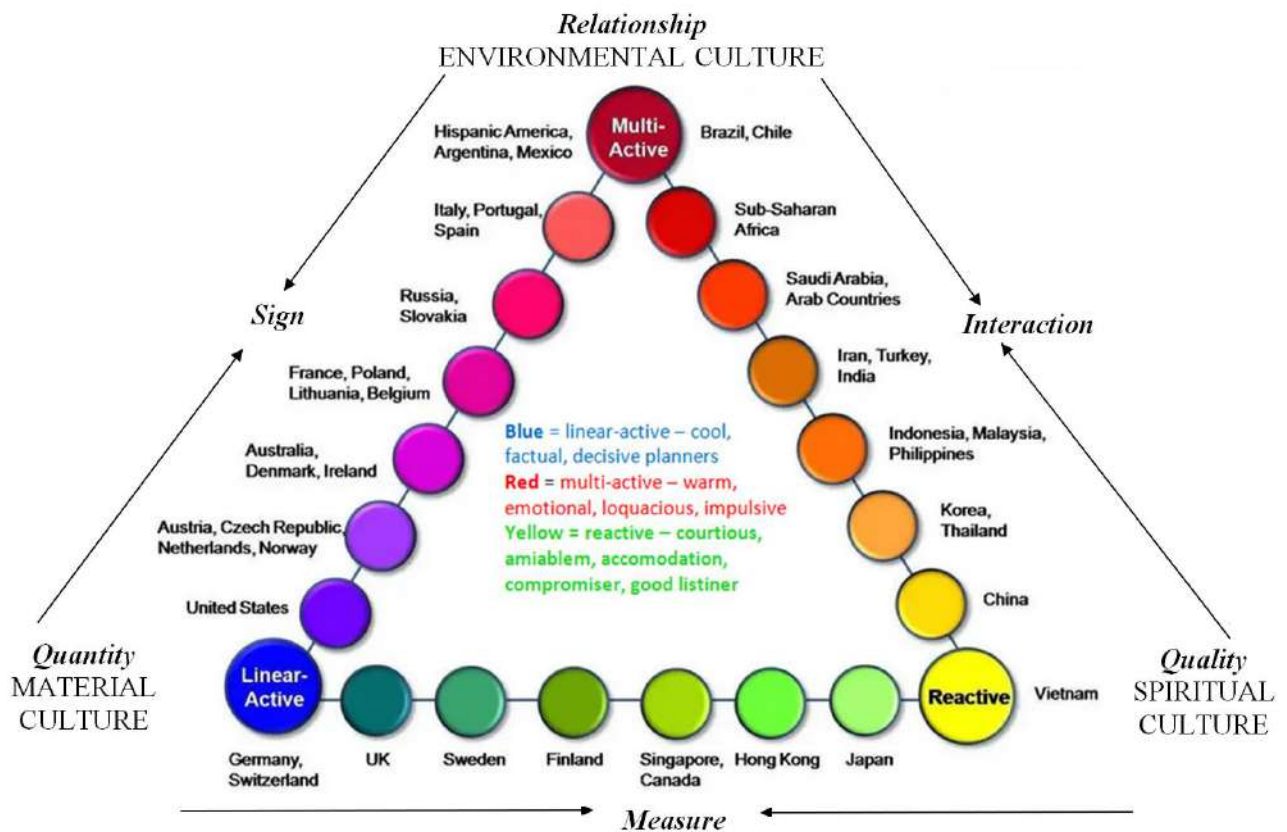 Relationship
ENVIRONMENTAL CULTURE
Hispanic America,
Argentina, Mexico
Multi-
Active
Brazil, Chile
Italy, Portugal,
Spain
Sub-Saharan
Africa
Russia,
Slovakia
Saudi Arabia,
Arab Countries
Sign
Interaction
France, Poland,
Lithuania, Belgium
Iran, Turkey,
India
Australia,
Denmark, Ireland
Blue = linear-active – cool,
factual, decisive planners
Red = multi-active – warm,
emotional, loquacious, impulsive
Yellow = reactive – courtious,
amiablem, accomodation,
compromiser, good listiner
Indonesia, Malaysia,
Philippines
Austria, Czech Republic,
Netherlands, Norway
Korea,
Thailand
United States
China
Quantity
MATERIAL
CULTURE
Linear-
Active
Reactive
Vietnam
Quality
SPIRITUAL
CULTURE
Germany,
Switzerland
UK
Sweden
Finland
Singapore,
Canada
Hong Kong
Japan
Measure